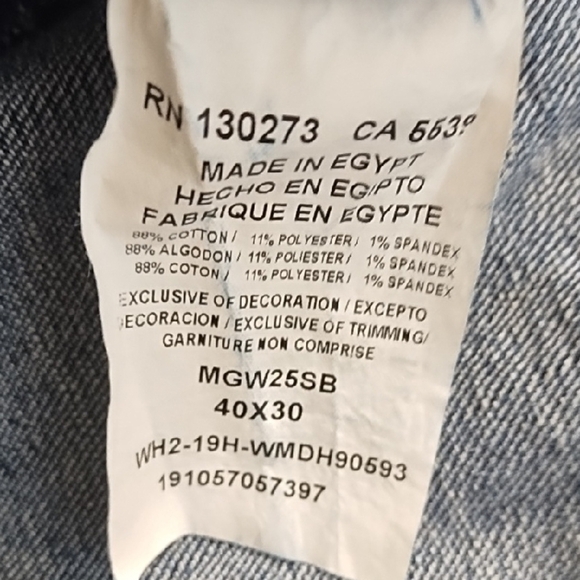 RN 130273 CA
MADE IN EGYPT
HECHO EN EGIPTO
FABRIQUE EN EGYPTE
88% COTTON / 11% POLYESTER / 1% SPANDEX
88% ALGODON / 11% POLIESTER / 1% SPANDEX
88% COTON / 11% POLYESTER / 1% SPANDEX
EXCLUSIVE OF DECORATION / EXCEPTO
DECORACION / EXCLUSIVE OF TRIMMING/
GARNITURE NON COMPRISE
MGW25SB
40X30
WH2-19H-WMDH90593
191057057397